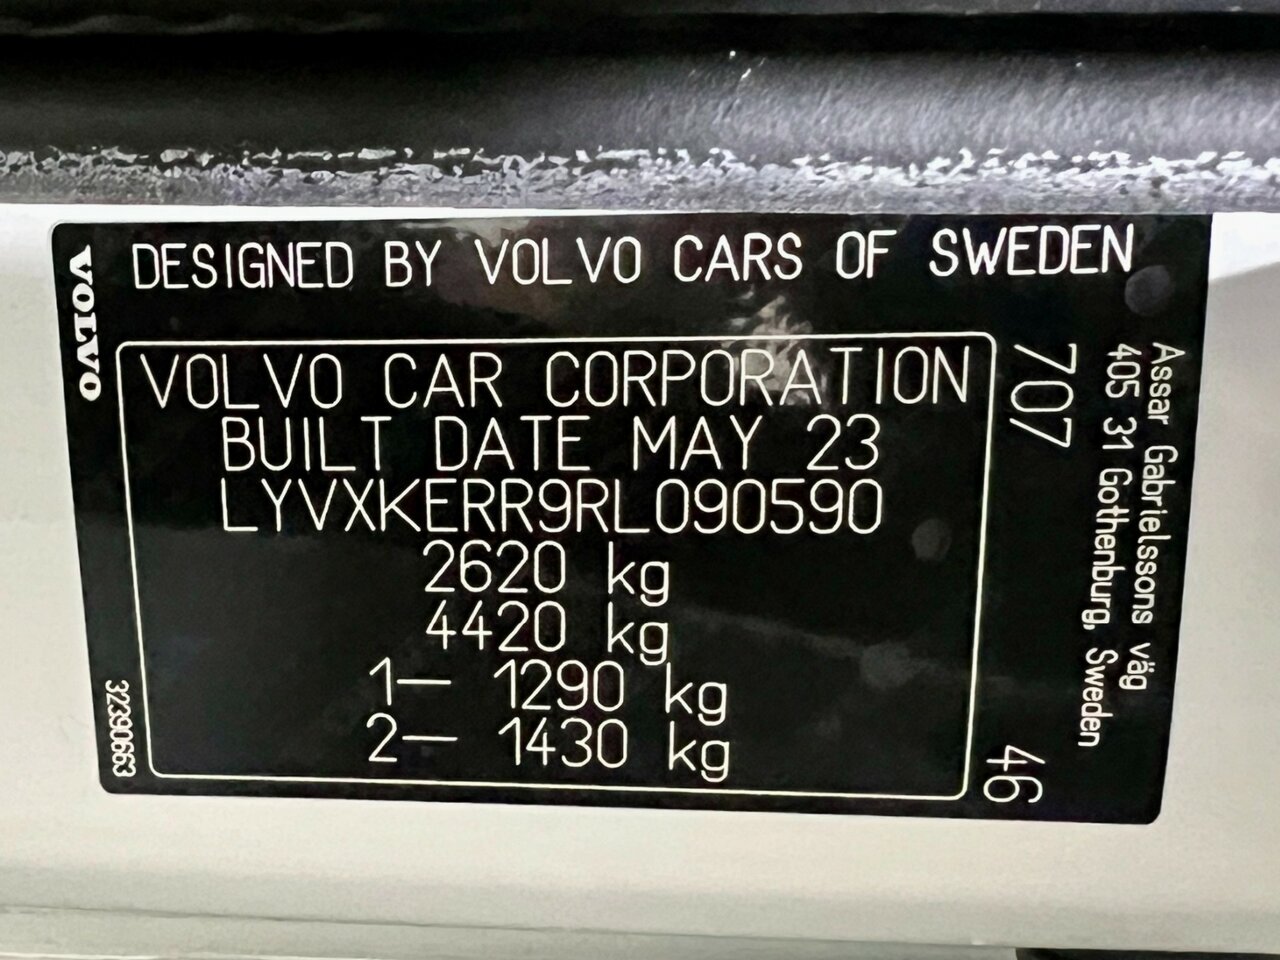 DESIGNED BY VOLVO CARS OF SWEDEN
VOLVO
VOLVO CAR CORPORATION
BUILT DATE MAY 23
LYVXKERR9RL090590
2620 kg
4420 kg
1— 1290 kg
2— 1430 kg
32390663
707
46
Assar Gabrielssons väg
405 31 Gothenburg, Sweden